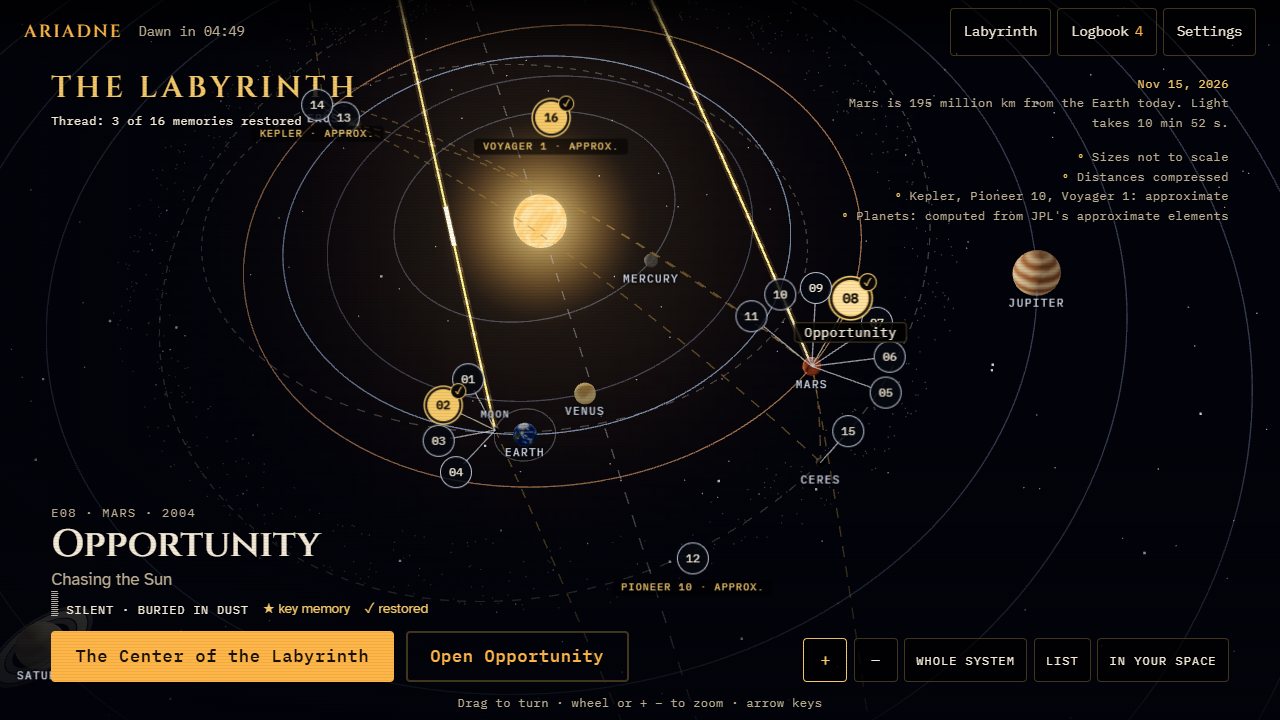 ARIADNE Dawn in 04:49
Labyrinth Logbook 4 Settings
THE LABYRINTH
Thread: 3 of 16 memories restored
Nov 15, 2026
Mars is 195 million km from the Earth today. Light
takes 10 min 52 s.
° Sizes not to scale
° Distances compressed
° Kepler, Pioneer 10, Voyager 1: approximate
° Planets: computed from JPL's approximate elements
14
13
KEPLER · APPROX.
16 ✓
VOYAGER 1 · APPROX.
MERCURY
JUPITER
10
09
08 ✓
11
07
Opportunity
06
MARS
05
01
02 ✓
MOON
VENUS
03
EARTH
04
15
CERES
12
PIONEER 10 · APPROX.
E08 · MARS · 2004
OPPORTUNITY
Chasing the Sun
SILENT · BURIED IN DUST ★ key memory ✓ restored
SATU
The Center of the Labyrinth Open Opportunity
+ − WHOLE SYSTEM LIST IN YOUR SPACE
Drag to turn · wheel or + − to zoom · arrow keys